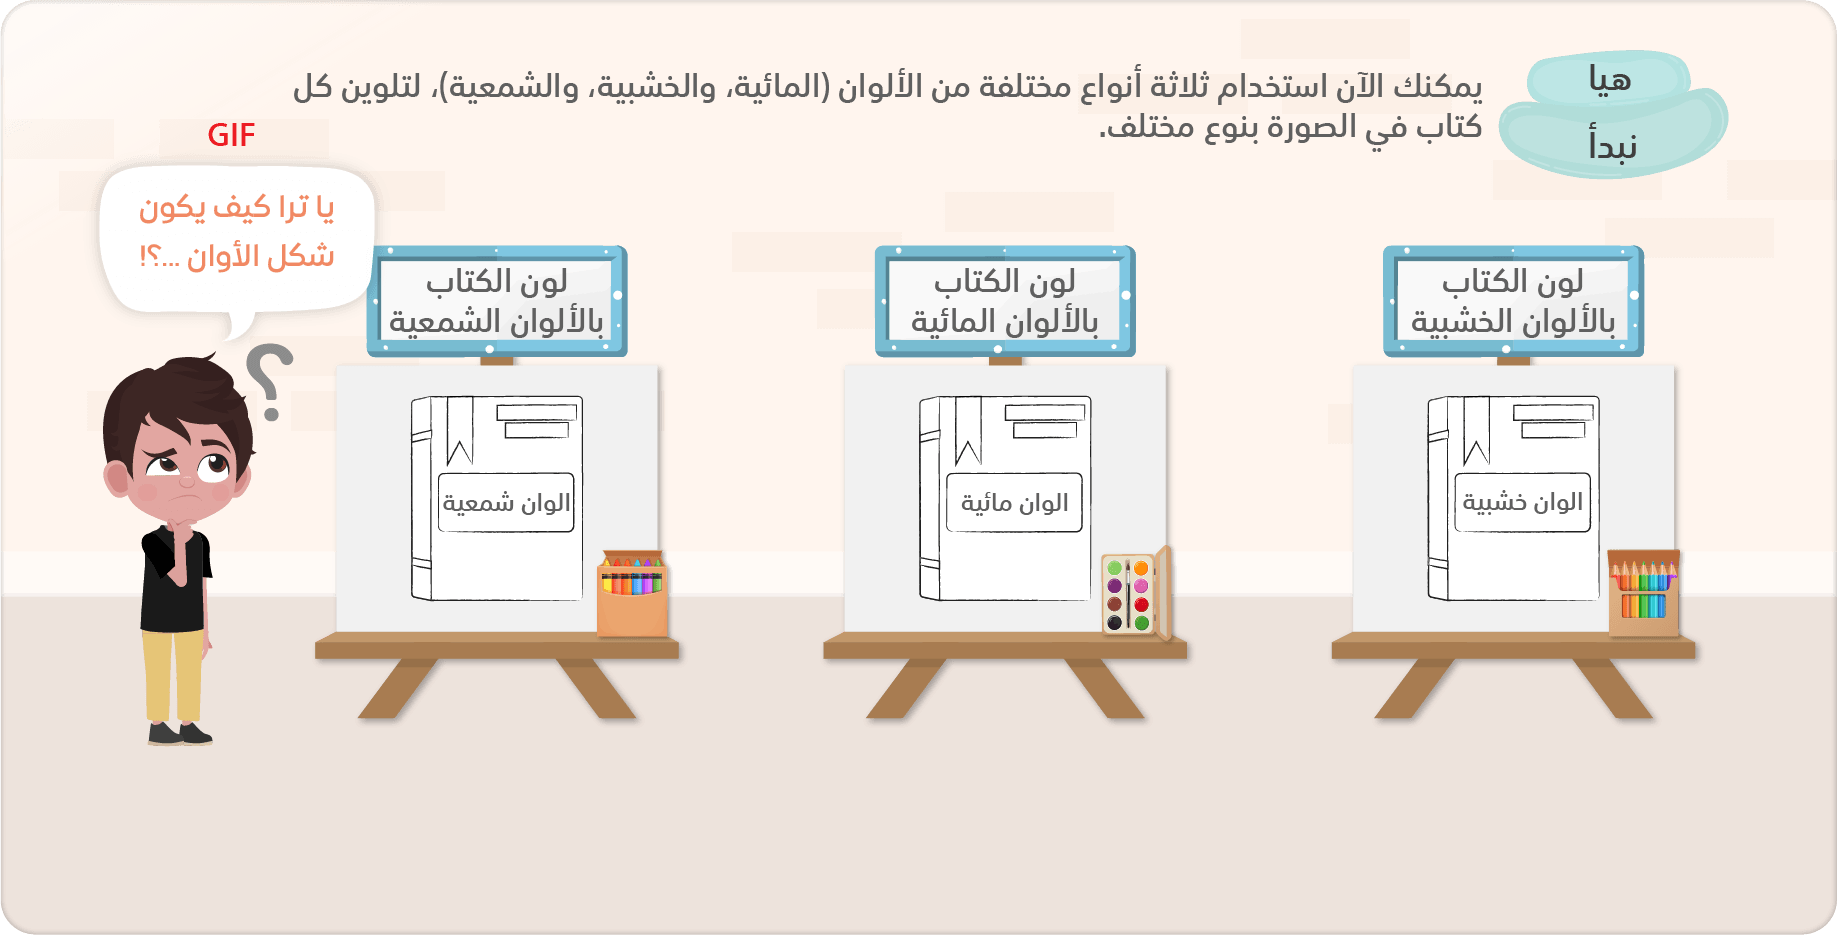 هيا
نبدأ
يمكنك الآن استخدام ثلاثة أنواع مختلفة من الألوان (المائية، والخشبية، والشمعية)، لتلوين كل
كتاب في الصورة بنوع مختلف.
GIF
يا ترا كيف يكون
شكل الأوان ...؟!
؟
لون الكتاب
بالألوان الخشبية
الوان خشبية
لون الكتاب
بالألوان المائية
الوان مائية
لون الكتاب
بالألوان الشمعية
الوان شمعية